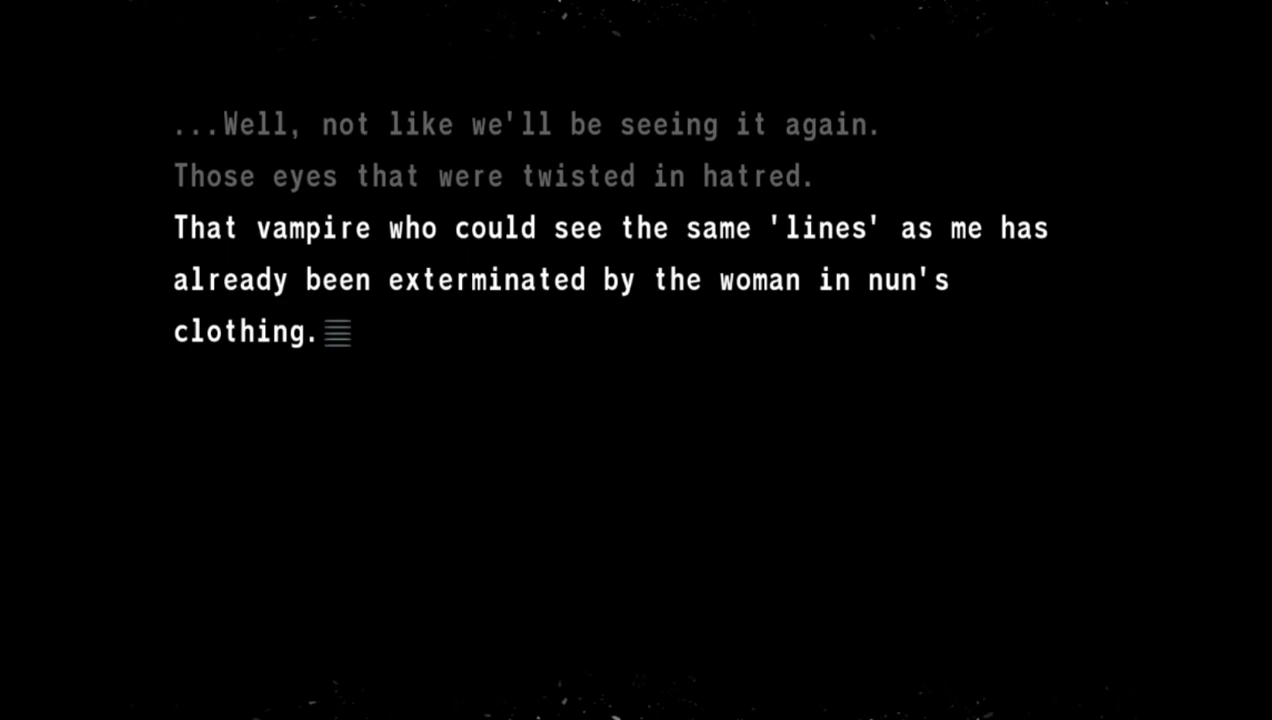 ...Well, not like we'll be seeing it again.
Those eyes that were twisted in hatred.
That vampire who could see the same 'lines' as me has
already been exterminated by the woman in nun's
clothing.